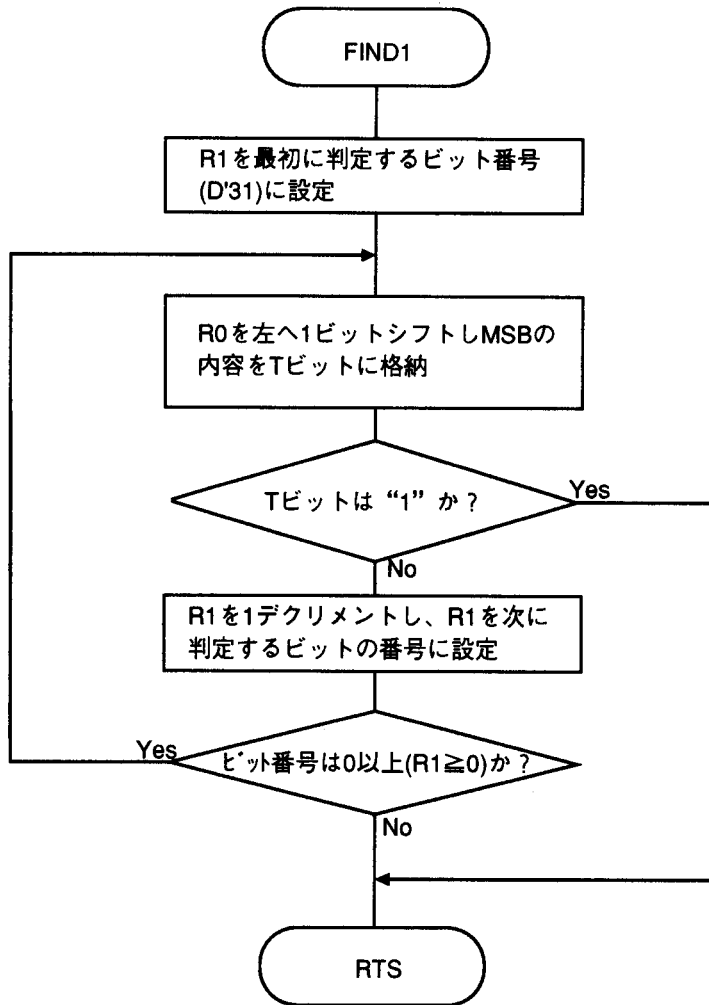 FIND1
R1を最初に判定するビット番号
(D'31)に設定
R0を左へ1ビットシフトしMSBの
内容をTビットに格納
Tビットは“1”か？
Yes
No
R1を1デクリメントし、R1を次に
判定するビットの番号に設定
Yes
ビット番号は0以上(R1≧0)か？
No
RTS